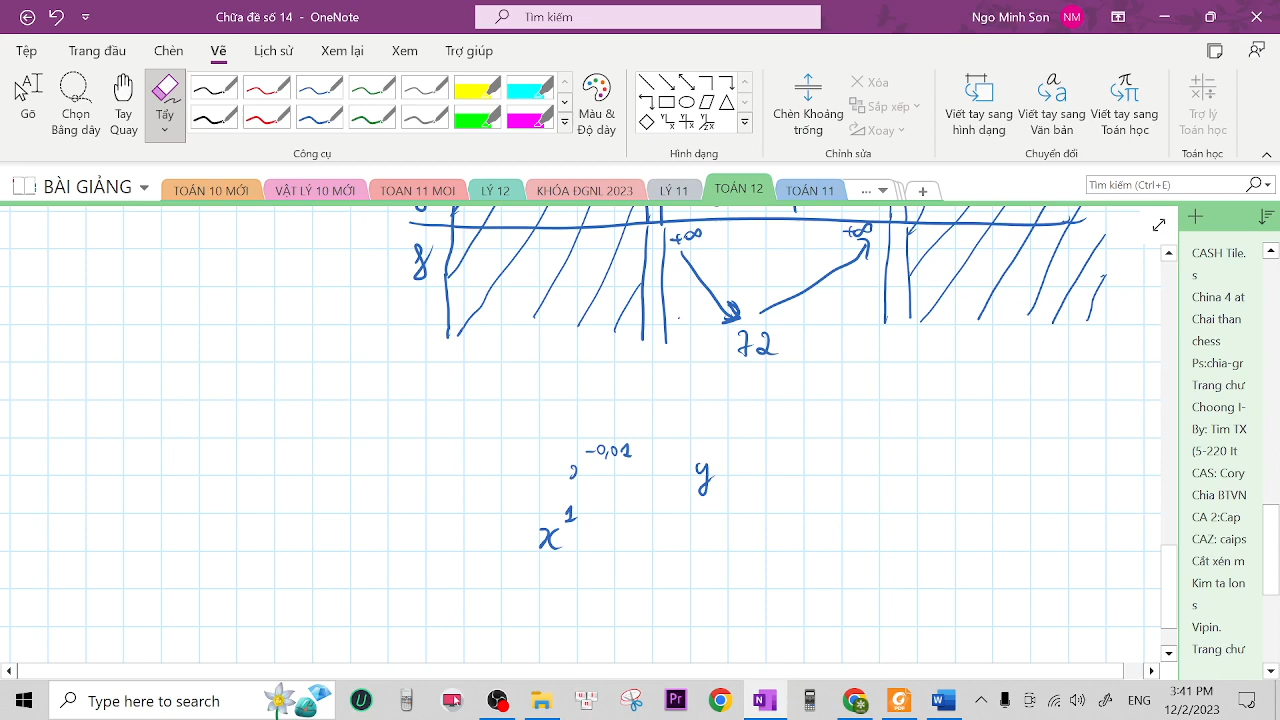 Chữa đề số 14 - OneNote
Tìm kiếm
Ngo Minh Son
NM
Tệp
Trang đầu
Chèn
Vẽ
Lịch sử
Xem lại
Xem
Trợ giúp
Gõ
Chọn Bằng dây
Tay Quay
Tẩy
Màu & Độ dày
Chèn Khoảng trống
Xóa
Sắp xếp
Xoay
Viết tay sang hình dạng
Viết tay sang Văn bản
Viết tay sang Toán học
Xử lý Toán học
Công cụ
Hình dạng
Chỉnh sửa
Chuyển đổi
Toán học
BÀI GIẢNG
TOÁN 10 MỚI
VẬT LÝ 10 MỚI
TOAN 11 MOI
LÝ 12
KHÓA ĐGNL 2023
LÝ 11
TOÁN 12
TOÁN 11
...
Tìm kiếm (Ctrl+E)
+∞
+∞
72
-0,01
y
x 1
CASH Tile.
s
China 4 at
Chai than
chess
Ps:chia-gr
Trang chư
Choong I-
By: Tim TX
(5-220 It
CAS: Cory
Chia BTVN
CA 2:Cap
CAZ: caips
Cắt xén m
Kim ta lon
s
Vipin.
Trang chư
Type here to search
ENG
3:41 PM
12/2/2023